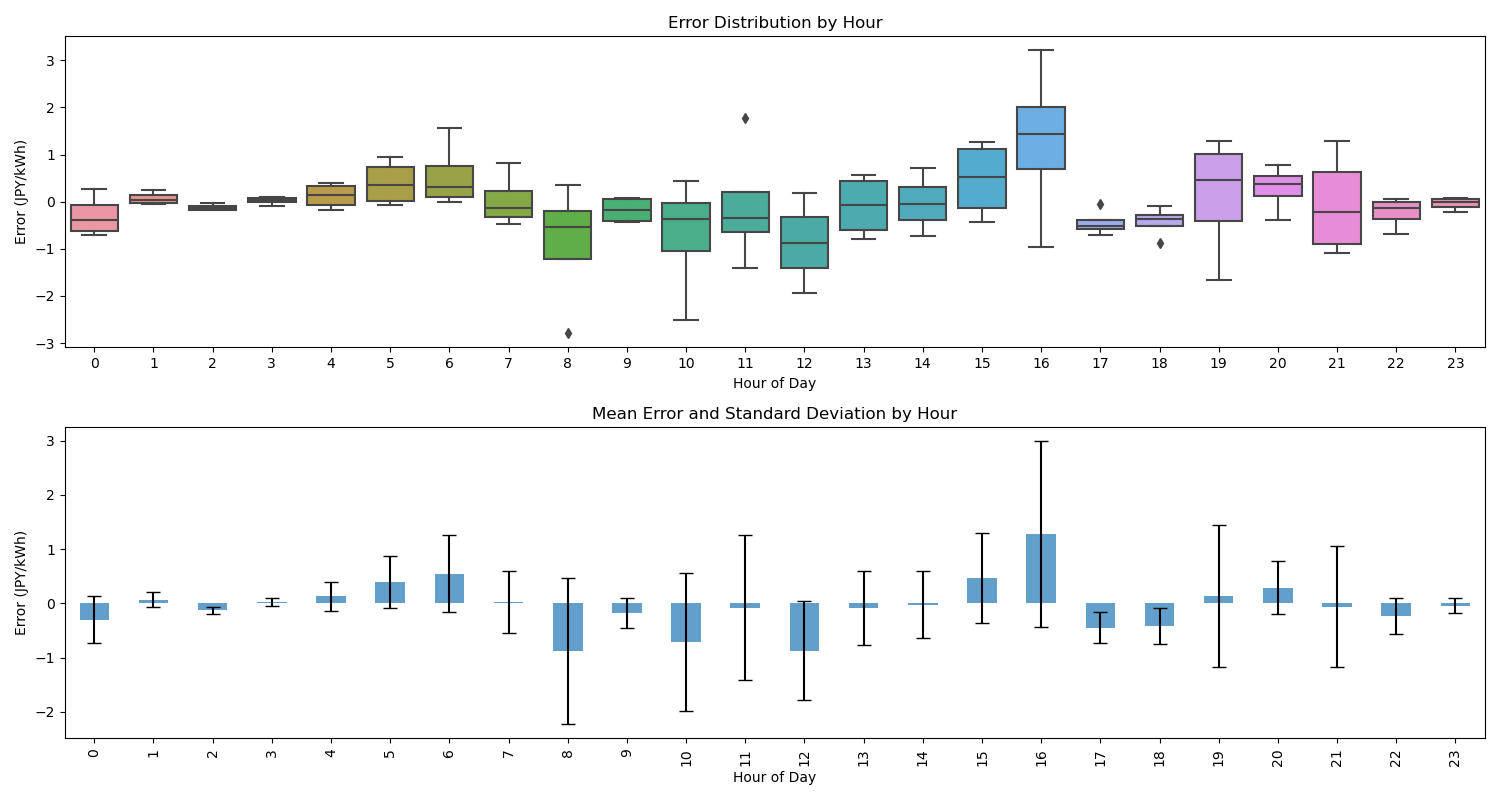 Error Distribution by Hour
Error (JPY/kWh)
3
2
1
0
−1
−2
−3
0 1 2 3 4 5 6 7 8 9 10 11 12 13 14 15 16 17 18 19 20 21 22 23
Hour of Day
Mean Error and Standard Deviation by Hour
Error (JPY/kWh)
3
2
1
0
−1
−2
0 1 2 3 4 5 6 7 8 9 10 11 12 13 14 15 16 17 18 19 20 21 22 23
Hour of Day